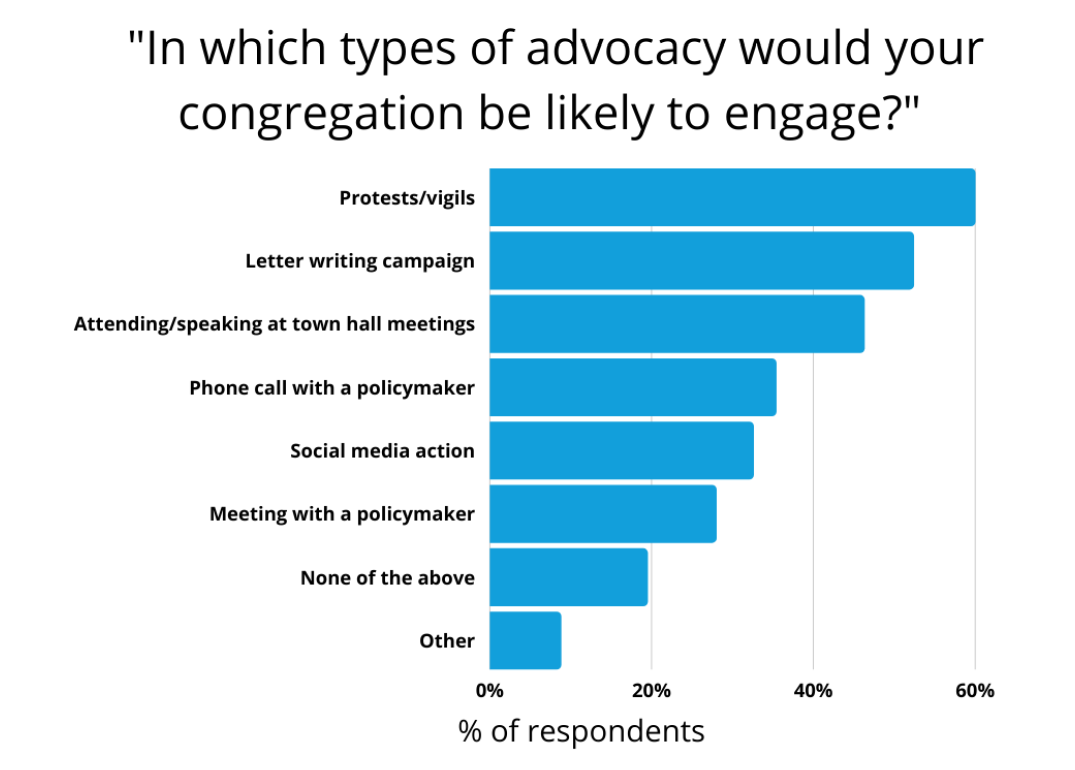 "In which types of advocacy would your
congregation be likely to engage?"
Protests/vigils
Letter writing campaign
Attending/speaking at town hall meetings
Phone call with a policymaker
Social media action
Meeting with a policymaker
None of the above
Other
0% 20% 40% 60%
% of respondents